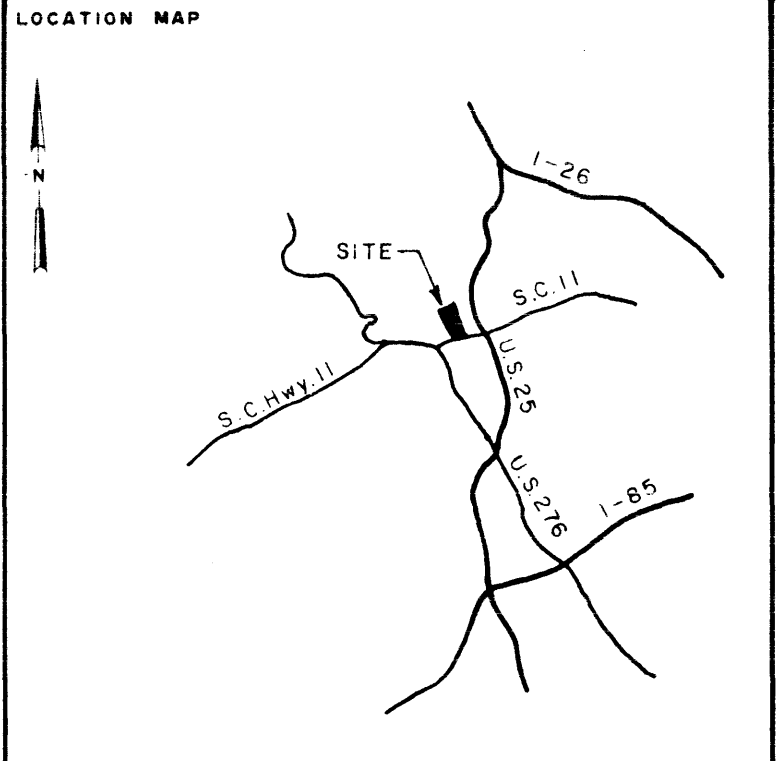 LOCATION MAP
N
I-26
SITE
S.C.11
S.C.Hwy.11
U.S.25
U.S.276
I-85